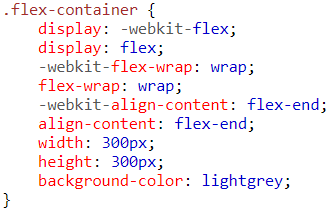 .flex-container {
    display: -webkit-flex;
    display: flex;
    -webkit-flex-wrap: wrap;
    flex-wrap: wrap;
    -webkit-align-content: flex-end;
    align-content: flex-end;
    width: 300px;
    height: 300px;
    background-color: lightgrey;
}